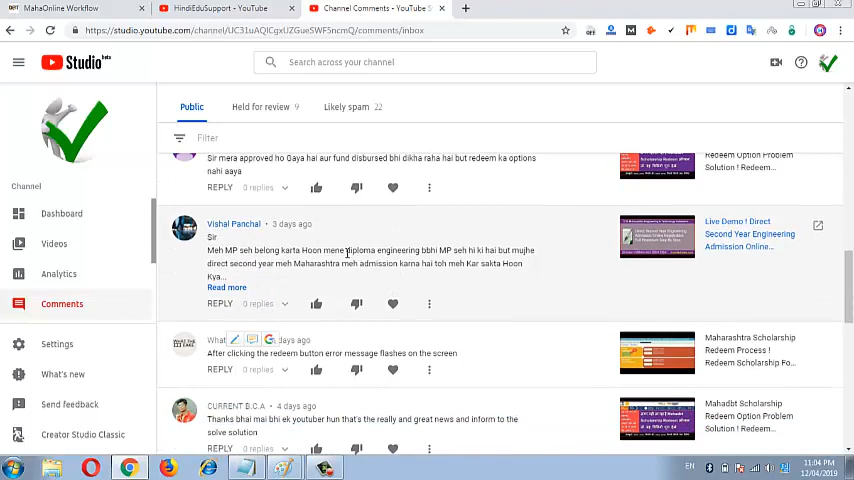 MahaOnline Workflow
HindiEduSupport - YouTube
Channel Comments - YouTube S
https://studio.youtube.com/channel/UC31uAQlCgxUZGueSWF5ncmQ/comments/inbox
Studio beta
Search across your channel
Public
Held for review 9
Likely spam 22
Filter
Channel
Dashboard
Videos
Analytics
Comments
Settings
What's new
Send feedback
Creator Studio Classic
Sir mera approved ho Gaya hai aur fund disbursed bhi dikha raha hai but redeem ka options
nahi aaya
REPLY 0 replies
Redeem Option Problem
Solution ! Redeem...
Vishal Panchal • 3 days ago
Sir
Meh MP seh belong karta Hoon mene diploma engineering bbhi MP seh hi ki hai but mujhe
direct second year meh Maharashtra meh admission karna hai toh meh Kar sakta Hoon
Kya...
Read more
REPLY 0 replies
Live Demo ! Direct
Second Year Engineering
Admission Online...
days ago
After clicking the redeem button error message flashes on the screen
REPLY 0 replies
Maharashtra Scholarship
Redeem Process !
Scholarship Fo...
CURRENT B.C.A • 4 days ago
Thanks bhai mai bhi ek youtuber hun that's the really and great news and inform to the
solve solution
REPLY 0 replies
Mahadbt Scholarship
Redeem Option Problem
Solution ! Redeem...
EN
11:04 PM
12/04/2019